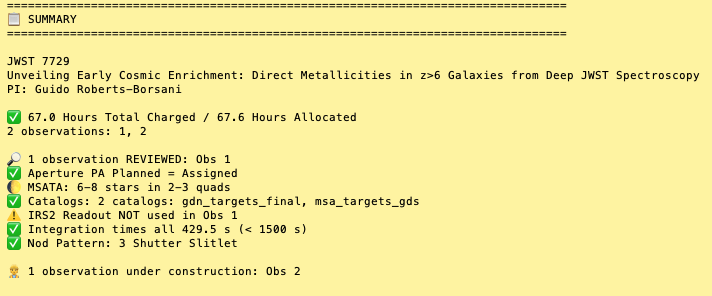 ================================================================================
🗒️ SUMMARY
================================================================================
JWST 7729
Unveiling Early Cosmic Enrichment: Direct Metallicities in z>6 Galaxies from Deep JWST Spectroscopy
PI: Guido Roberts-Borsani
✅ 67.0 Hours Total Charged / 67.6 Hours Allocated
2 observations: 1, 2
🔎 1 observation REVIEWED: Obs 1
✅ Aperture PA Planned = Assigned
🌔 MSATA: 6-8 stars in 2-3 quads
✅ Catalogs: 2 catalogs: gdn_targets_final, msa_targets_gds
⚠️ IRS2 Readout NOT used in Obs 1
✅ Integration times all 429.5 s (< 1500 s)
✅ Nod Pattern: 3 Shutter Slitlet
👷 1 observation under construction: Obs 2